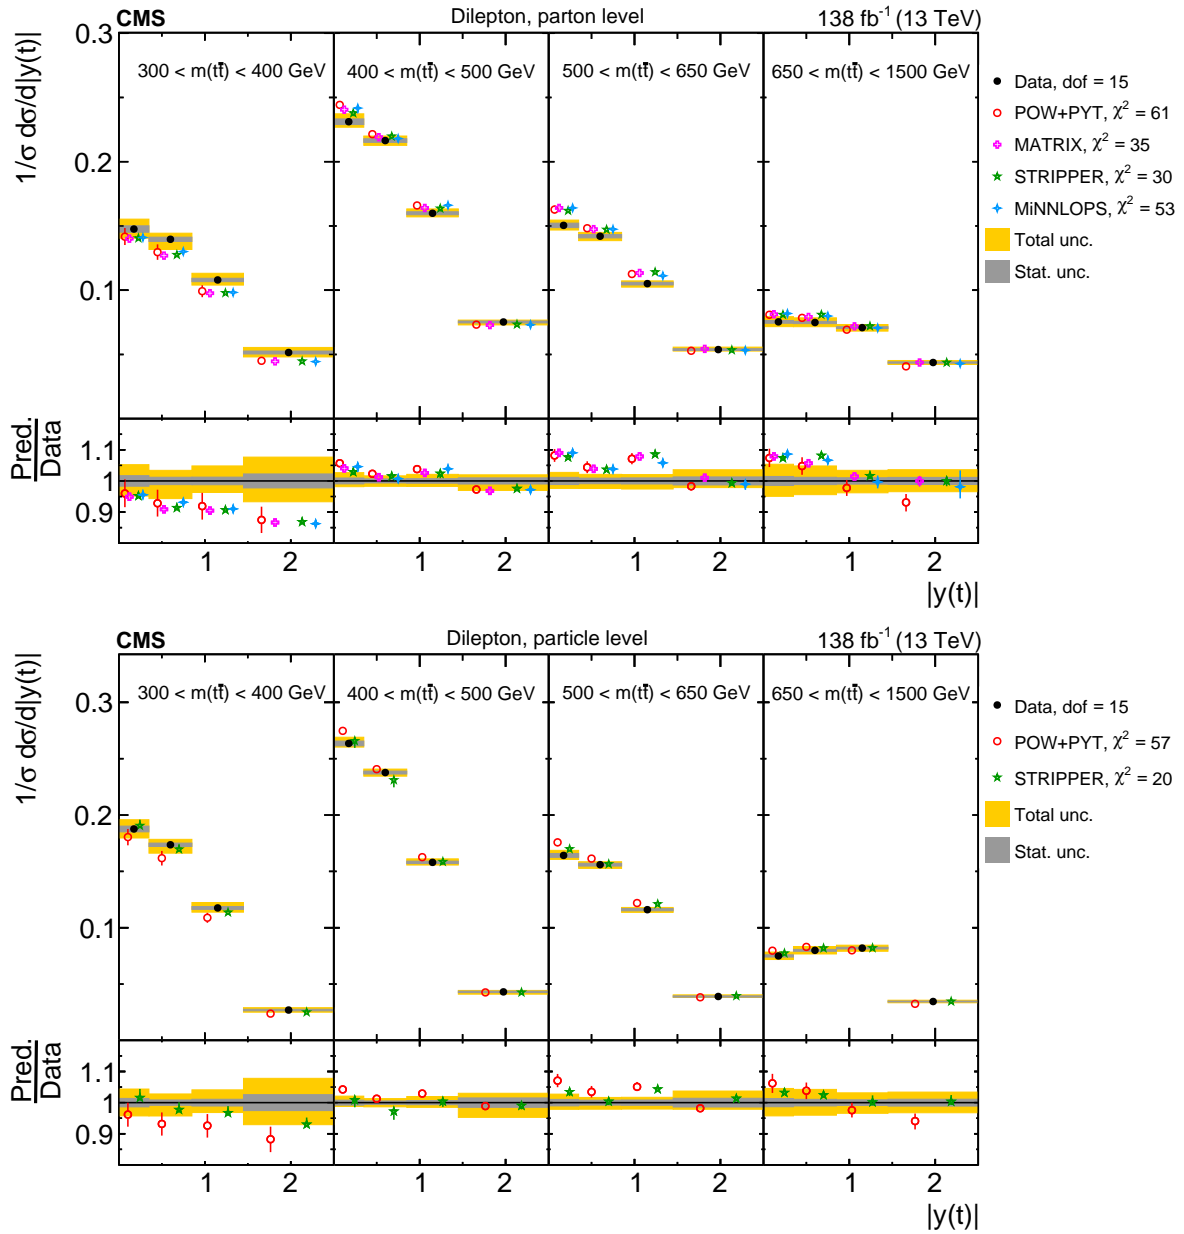 CMS Dilepton, parton level 138 fb⁻¹ (13 TeV)
1/σ dσ/d|y(t)|
0.3
0.2
0.1
300 < m(tt̄) < 400 GeV
400 < m(tt̄) < 500 GeV
500 < m(tt̄) < 650 GeV
650 < m(tt̄) < 1500 GeV
Data, dof = 15
POW+PYT, χ² = 61
MATRIX, χ² = 35
STRIPPER, χ² = 30
MiNNLOPS, χ² = 53
Total unc.
Stat. unc.
Pred.
Data
1.1
1
0.9
1 2 1 2 1 2 1 2
|y(t)|
CMS Dilepton, particle level 138 fb⁻¹ (13 TeV)
1/σ dσ/d|y(t)|
0.3
0.2
0.1
300 < m(tt̄) < 400 GeV
400 < m(tt̄) < 500 GeV
500 < m(tt̄) < 650 GeV
650 < m(tt̄) < 1500 GeV
Data, dof = 15
POW+PYT, χ² = 57
STRIPPER, χ² = 20
Total unc.
Stat. unc.
Pred.
Data
1.1
1
0.9
1 2 1 2 1 2 1 2
|y(t)|